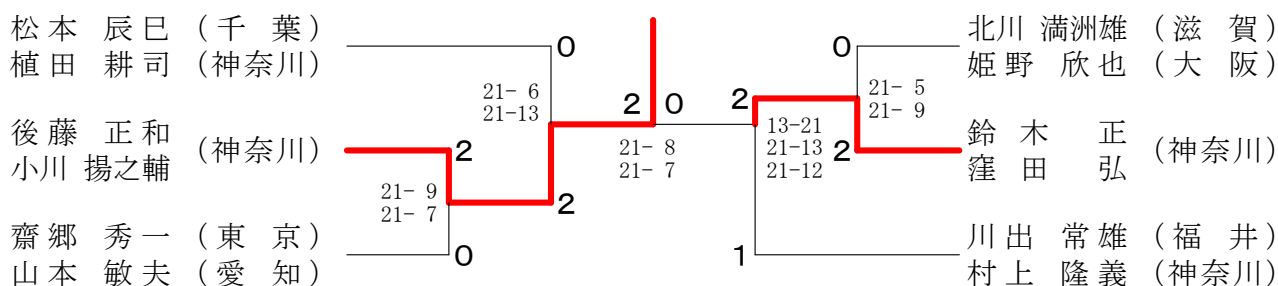 松本 辰巳 (千 葉)
植田 耕司 (神奈川)
0
21- 6
21-13
後藤 正和
小川 揚之輔
(神奈川)
2
21- 9
21- 7
2
齋郷 秀一 (東 京)
山本 敏夫 (愛 知)
0
2 0
21- 8
21- 7
2
13-21
21-13
21-12
1
0
21- 5
21- 9
2
北川 満洲雄 (滋 賀)
姫野 欣也 (大 阪)
鈴木 正
窪田 弘
(神奈川)
川出 常雄 (福 井)
村上 隆義 (神奈川)